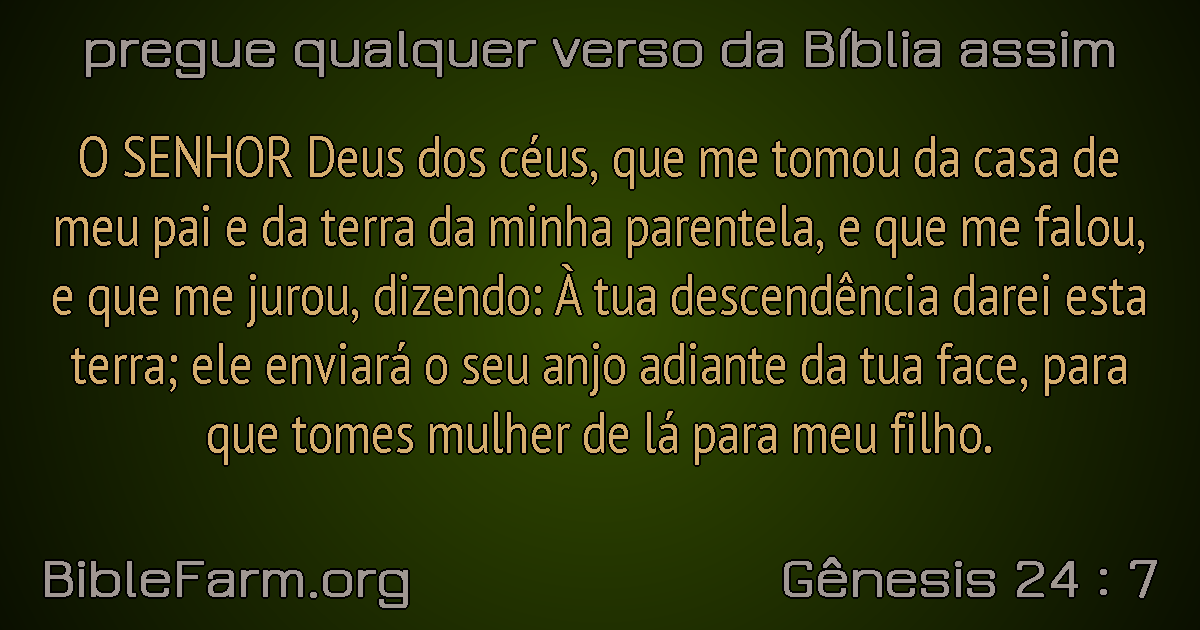 pregue qualquer verso da Bíblia assim
O SENHOR Deus dos céus, que me tomou da casa de
meu pai e da terra da minha parentela, e que me falou,
e que me jurou, dizendo: À tua descendência darei esta
terra; ele enviará o seu anjo adiante da tua face, para
que tomes mulher de lá para meu filho.
BibleFarm.org
Gênesis 24 : 7